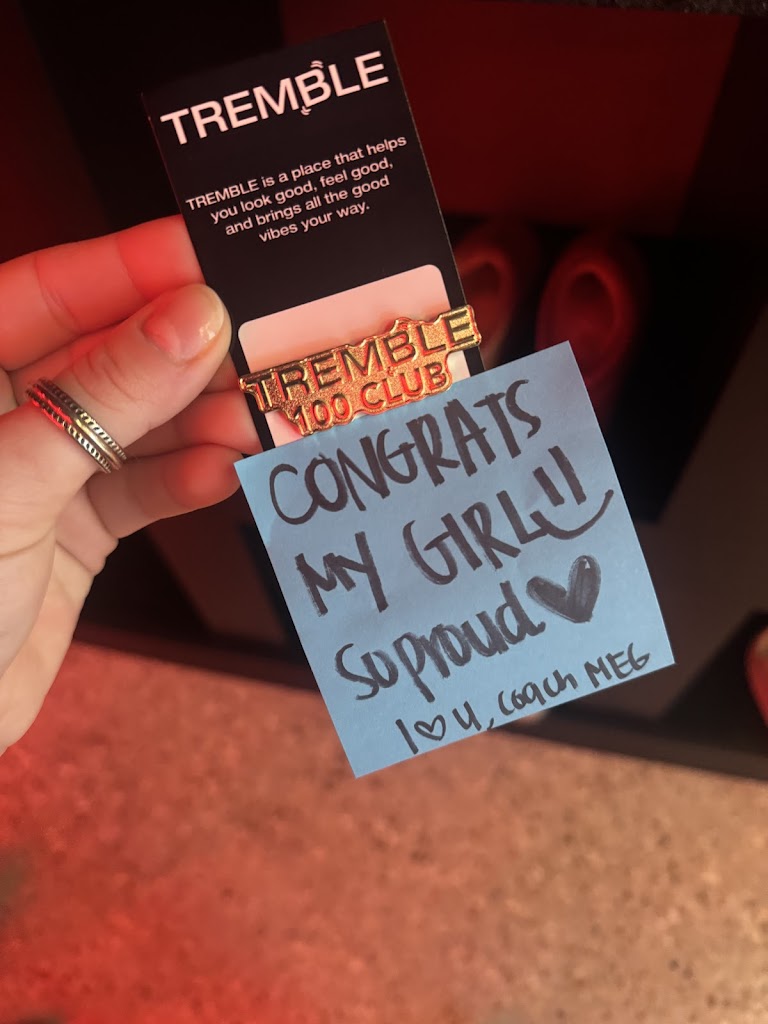 TREMBLE
TREMBLE is a place that helps
you look good, feel good,
and brings all the good
vibes your way.
TREMBLE
100 CLUB
CONGRATS
MY GIRL!!
so proud
I ♡ U, coach MEG